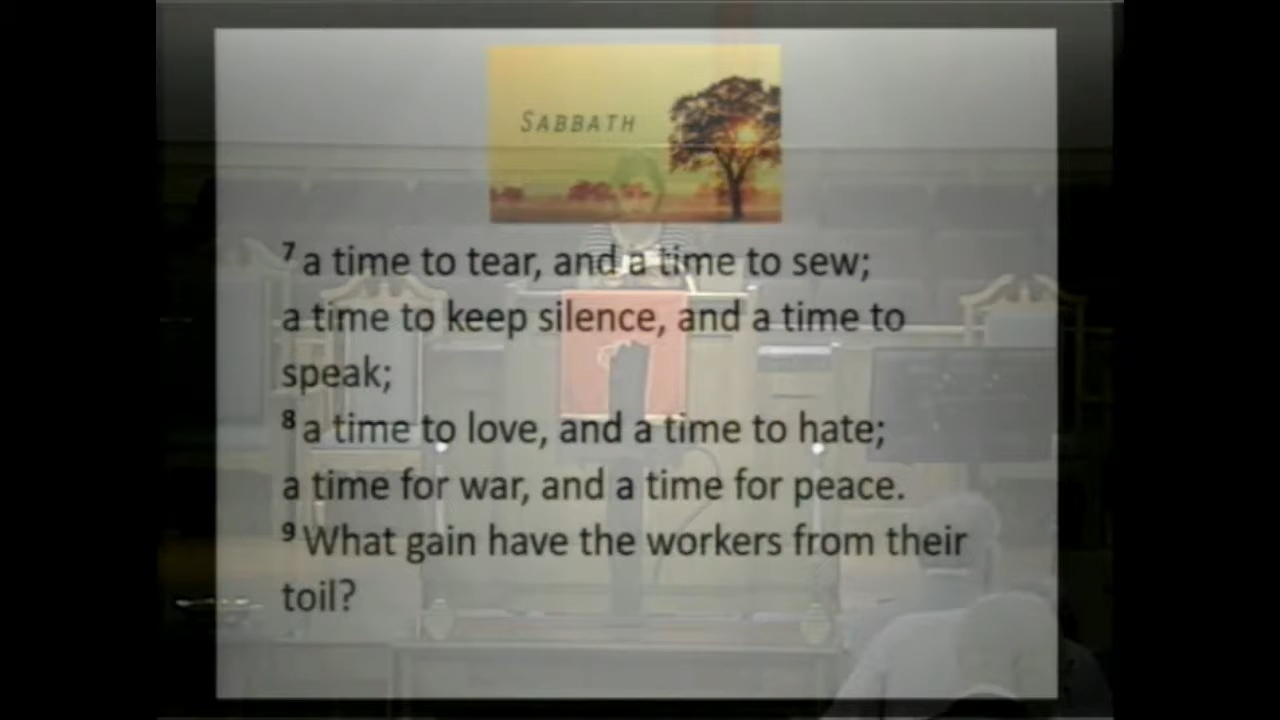 SABBATH
7 a time to tear, and a time to sew;
a time to keep silence, and a time to
speak;
8 a time to love, and a time to hate;
a time for war, and a time for peace.
9 What gain have the workers from their
toil?